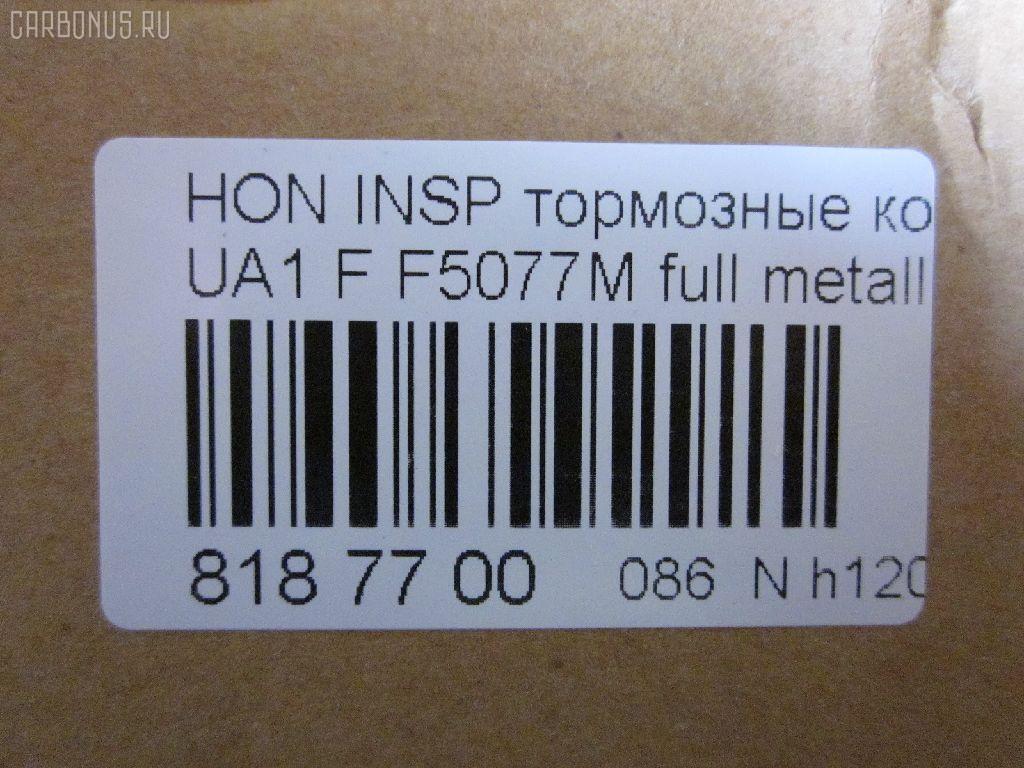 CARBONUS.RU
HON INSP тормозные ко
UA1 F F5077M full metall
818 77 00 086 N h120